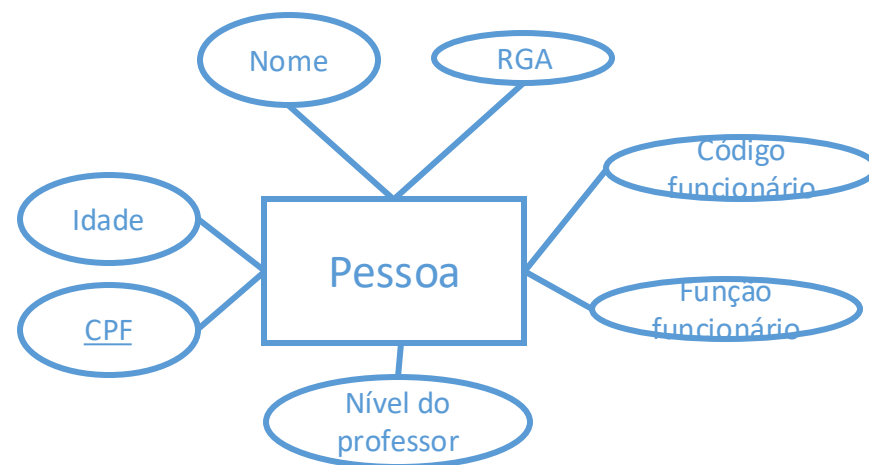 Nome
RGA
Código
funcionário
Idade
Pessoa
CPF
Função
funcionário
Nível do
professor